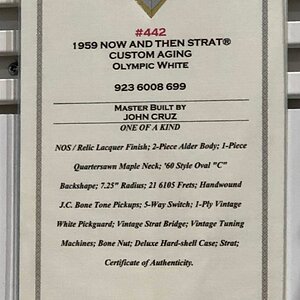 #442
1959 NOW AND THEN STRAT®
CUSTOM AGING
OLYMPIC WHITE
923 6008 699
MASTER BUILT BY
JOHN CRUZ
ONE OF A KIND
NOS / Relic Lacquer Finish; 2-Piece Alder Body; 1-Piece
Quartersawn Maple Neck; '60 Style Oval "C"
Backshape; 7.25" Radius; 21 6105 Frets; Handwound
J.C. Bone Tone Pickups; 5-Way Switch; 1-Ply Vintage
White Pickguard; Vintage Strat Bridge; Vintage Tuning
Machines; Bone Nut; Deluxe Hard-shell Case; Strat;
Certificate of Authenticity.